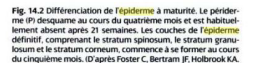 Fig. 14.2 Différenciation de l'épiderme à maturité. Le périder-
me (P) desquame au cours du quatrième mois et est habituel-
lement absent après 21 semaines. Les couches de l'épiderme
définitif, comprenant le stratum spinosum, le stratum granu-
losum et le stratum corneum, commence à se former au cours
du cinquième mois. (D'après Foster C, Bertram JF, Holbrook KA.